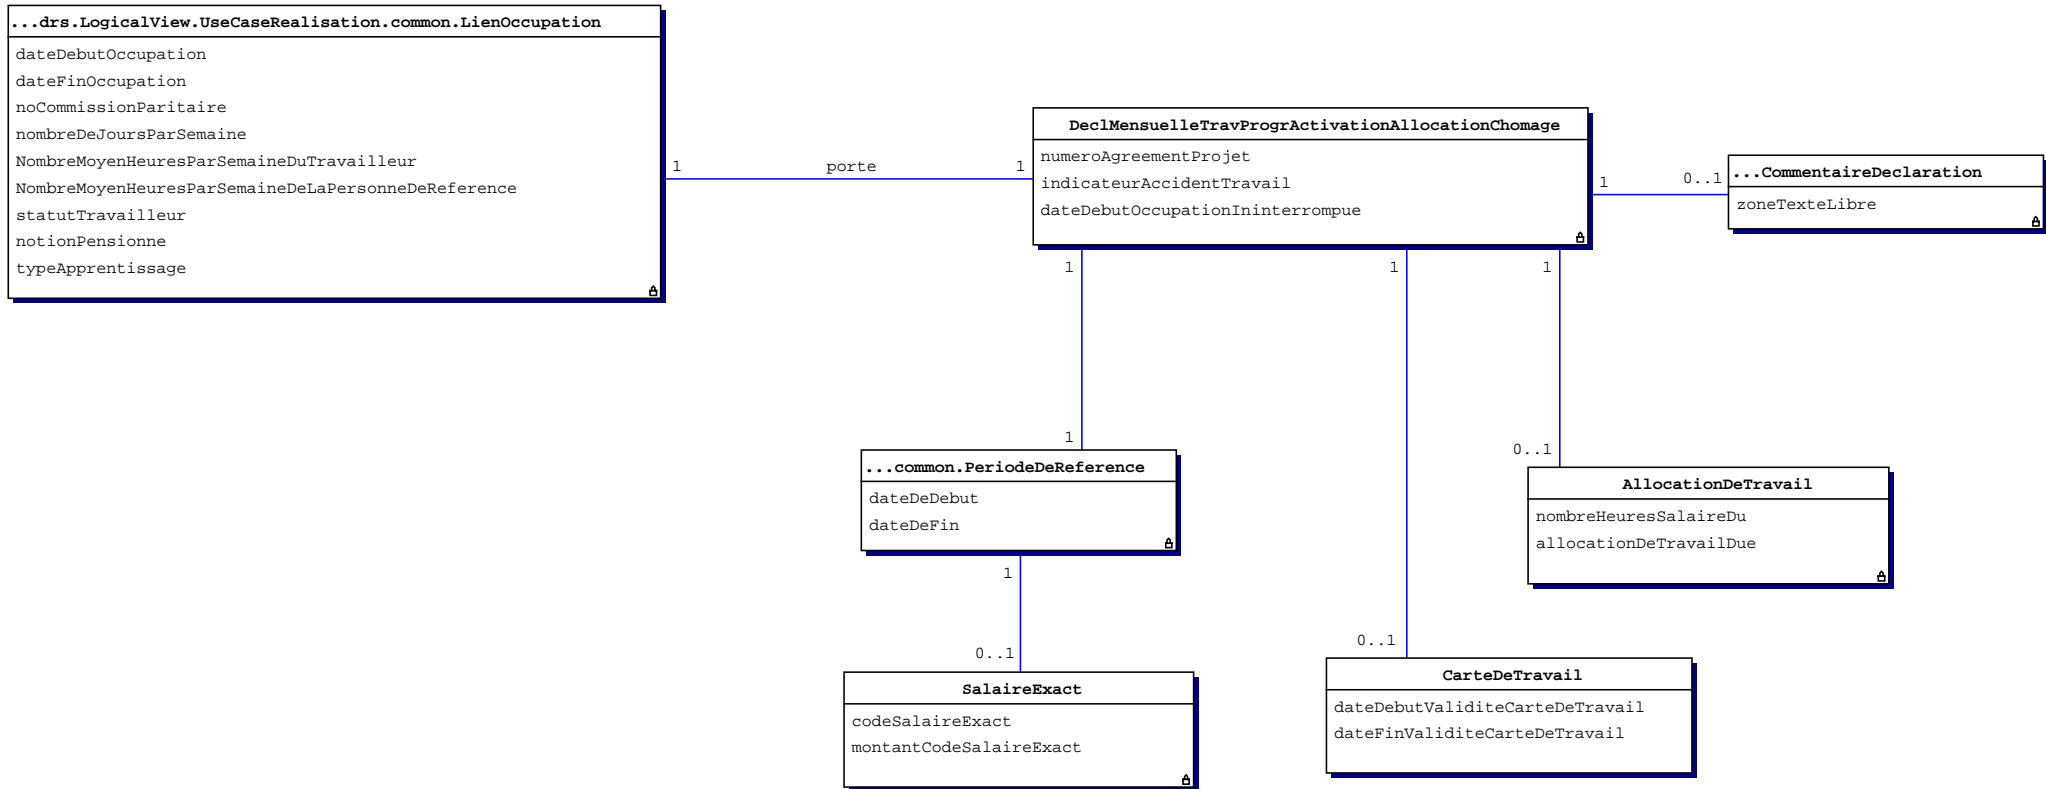 ...drs.LogicalView.UseCaseRealisation.common.LienOccupation
dateDebutOccupation
dateFinOccupation
noCommissionParitaire
nombreDeJoursParSemaine
NombreMoyenHeuresParSemaineDuTravailleur
NombreMoyenHeuresParSemaineDeLaPersonneDeReference
statutTravailleur
notionPensionne
typeApprentissage
1
porte
1
DeclMensuelleTravProgrActivationAllocationChomage
numeroAgreementProjet
indicateurAccidentTravail
dateDebutOccupationIninterrompue
1
0..1
...CommentaireDeclaration
zoneTexteLibre
1
1
1
1
0..1
...common.PeriodeDeReference
dateDeDebut
dateDeFin
AllocationDeTravail
nombreHeuresSalaireDu
allocationDeTravailDue
1
0..1
0..1
SalaireExact
codeSalaireExact
montantCodeSalaireExact
CarteDeTravail
dateDebutValiditeCarteDeTravail
dateFinValiditeCarteDeTravail